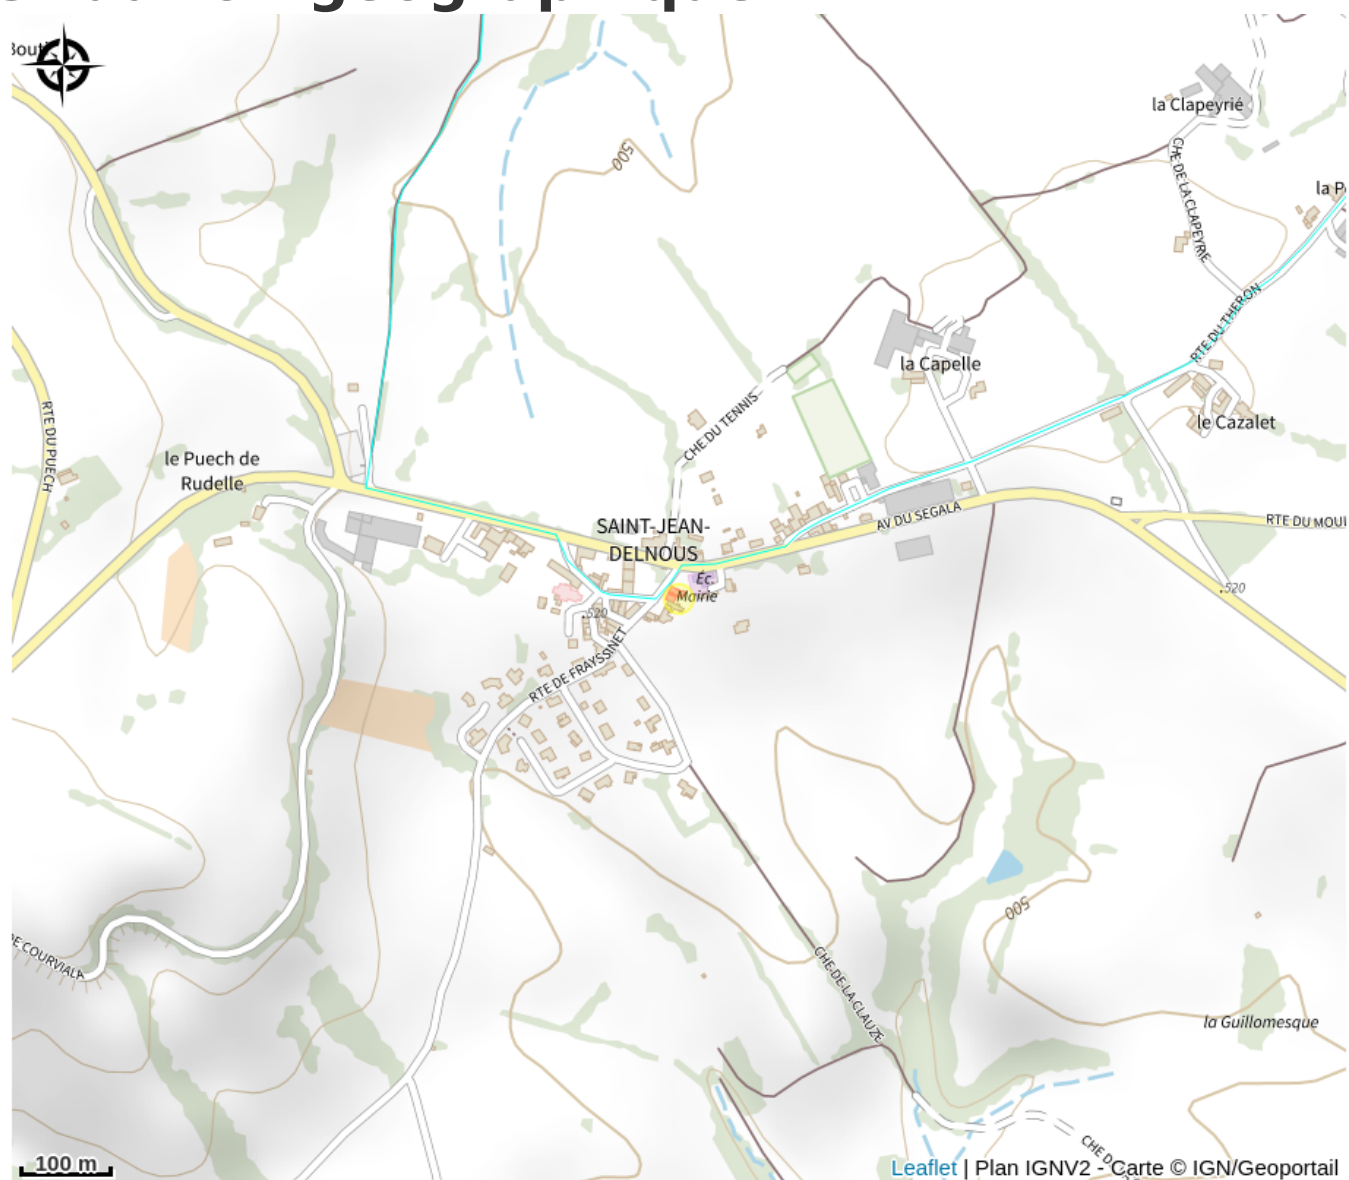 la Clapeyrié
CHE DE LA CLAPEYRIE
500
la P
RTE DU THERON
la Capelle
le Cazalet
CHE DU TENNIS
RTE DU PUECH
le Puech de
Rudelle
SAINT-JEAN-
DELNOUS
AV DU SEGALA
RTE DU MOUL
Éc.
Mairie
520
520
RTE DE FRAYSSINET
500
DE COURVIALA
CHE DE LA CLAUZE
la Guillomesque
CHE D
100 m
Leaflet | Plan IGNV2 - Carte © IGN/Geoportail